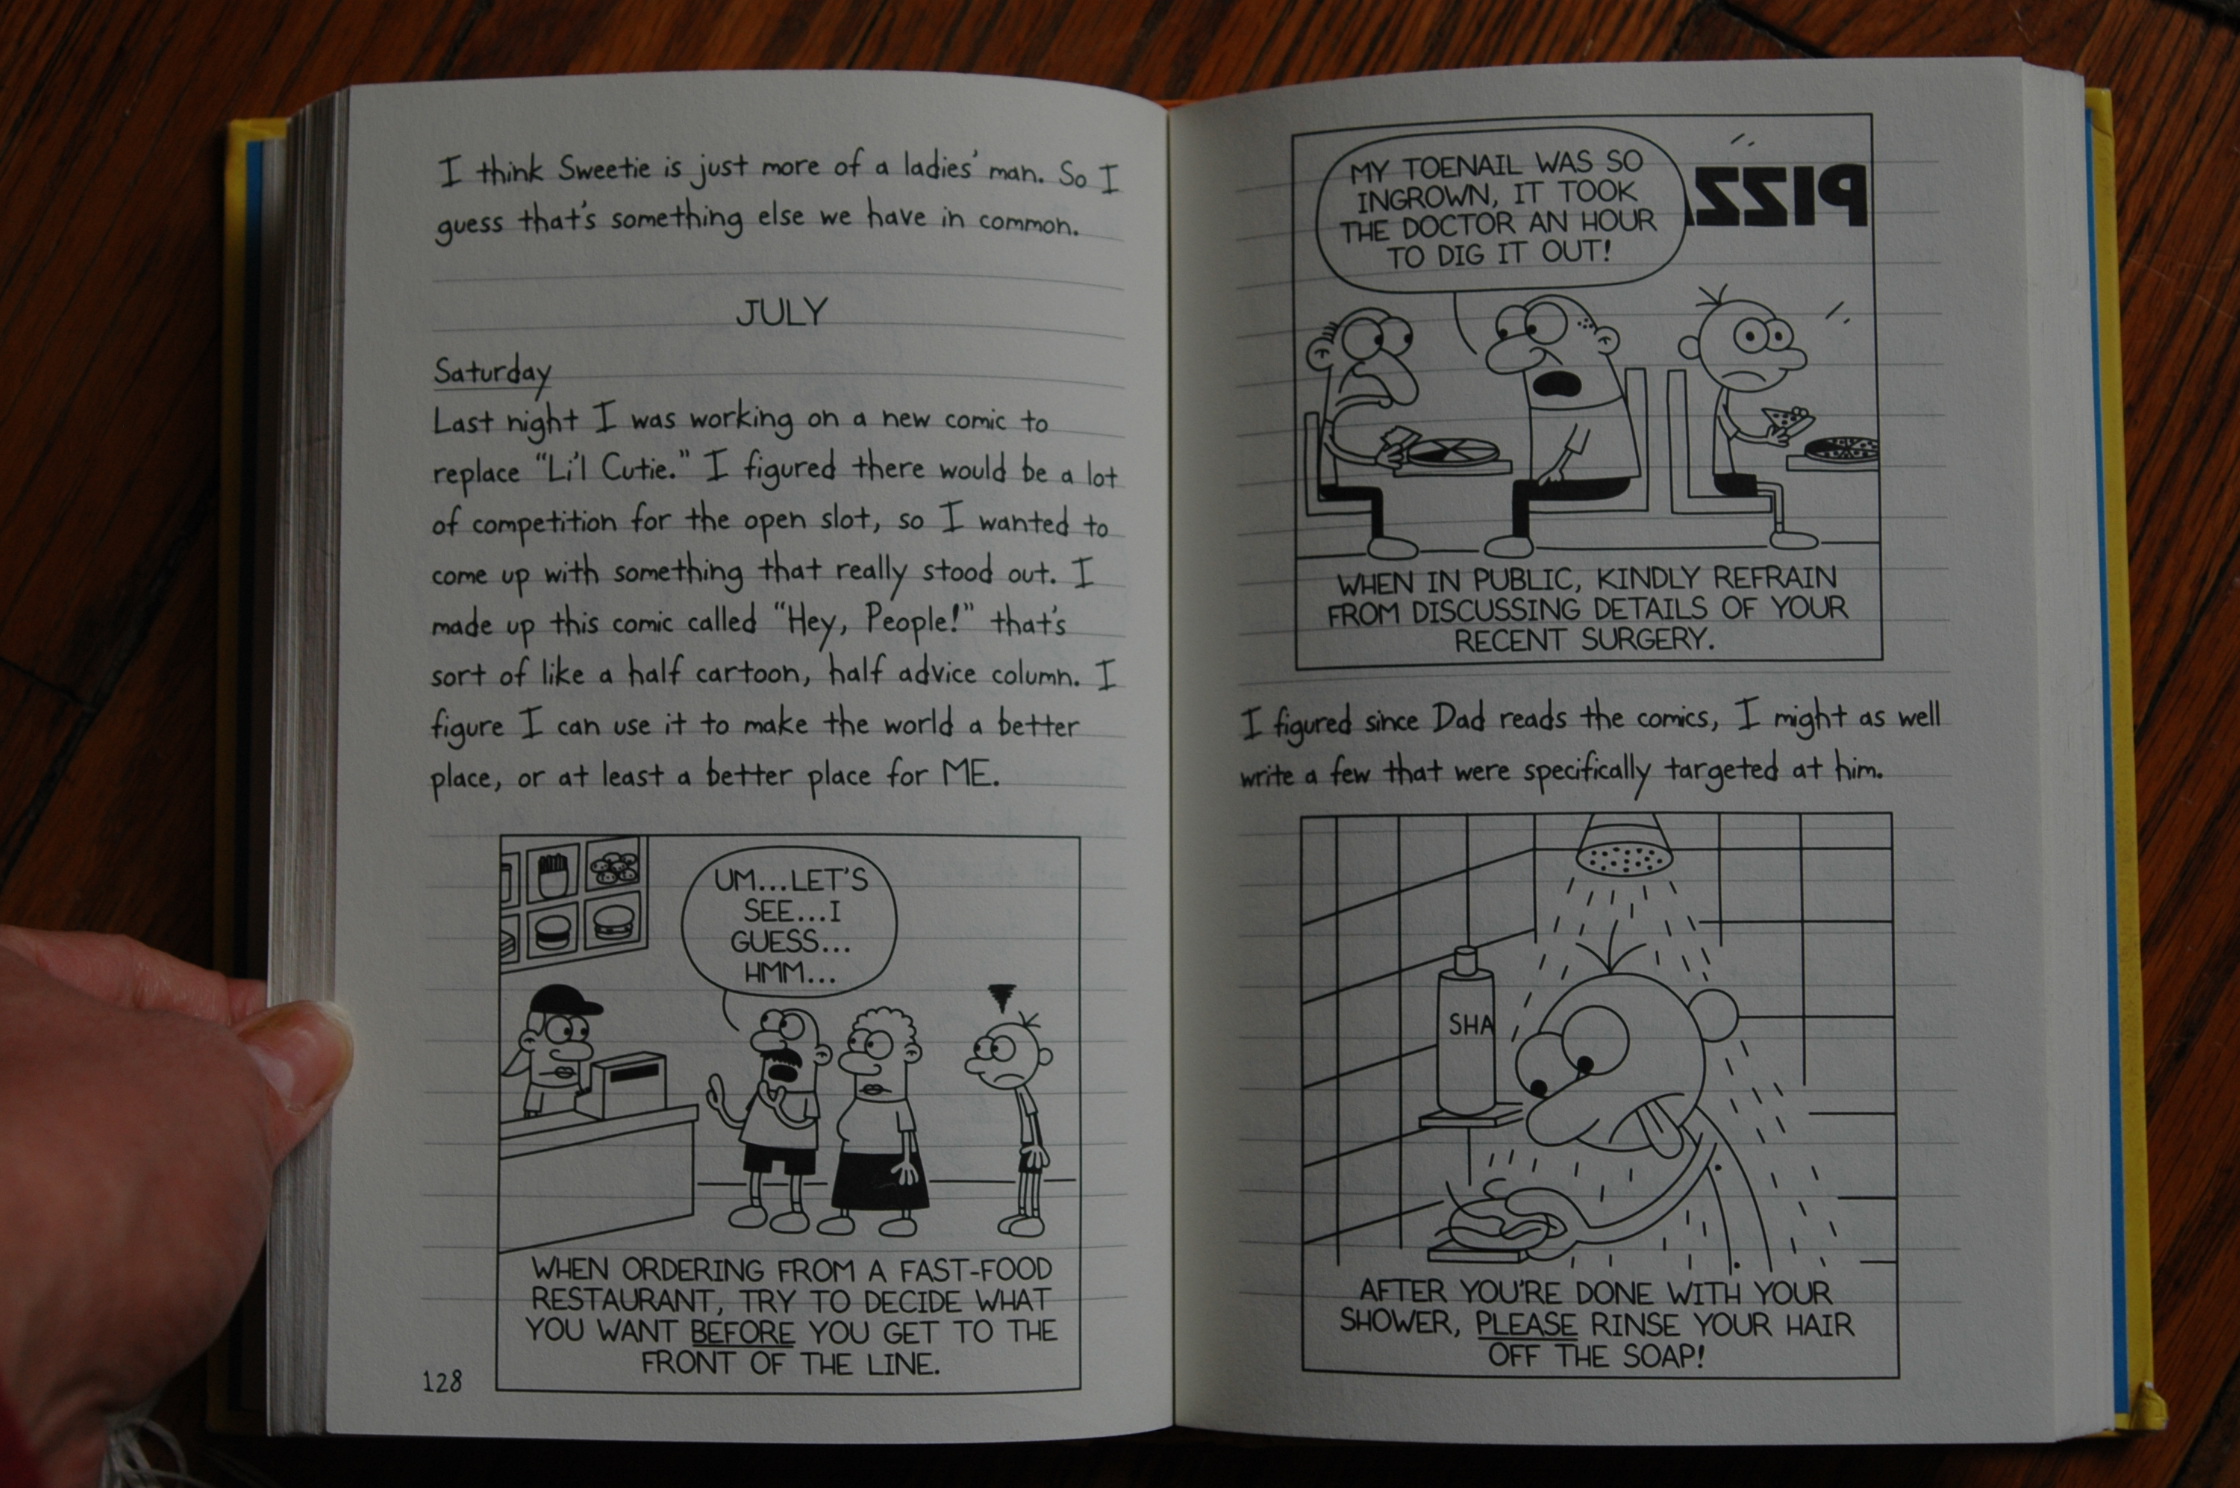 I think Sweetie is just more of a ladies' man. So I
guess that's something else we have in common.
JULY
Saturday
Last night I was working on a new comic to
replace "Li'l Cutie." I figured there would be a lot
of competition for the open slot, so I wanted to
come up with something that really stood out. I
made up this comic called "Hey, People!" that's
sort of like a half cartoon, half advice column. I
figure I can use it to make the world a better
place, or at least a better place for ME.
UM...LET'S
SEE...I
GUESS...
HMM...
WHEN ORDERING FROM A FAST-FOOD
RESTAURANT, TRY TO DECIDE WHAT
YOU WANT BEFORE YOU GET TO THE
FRONT OF THE LINE.
128
MY TOENAIL WAS SO
INGROWN, IT TOOK
THE DOCTOR AN HOUR
TO DIG IT OUT!
PIZZ
WHEN IN PUBLIC, KINDLY REFRAIN
FROM DISCUSSING DETAILS OF YOUR
RECENT SURGERY.
I figured since Dad reads the comics, I might as well
write a few that were specifically targeted at him.
SHA
AFTER YOU'RE DONE WITH YOUR
SHOWER, PLEASE RINSE YOUR HAIR
OFF THE SOAP!